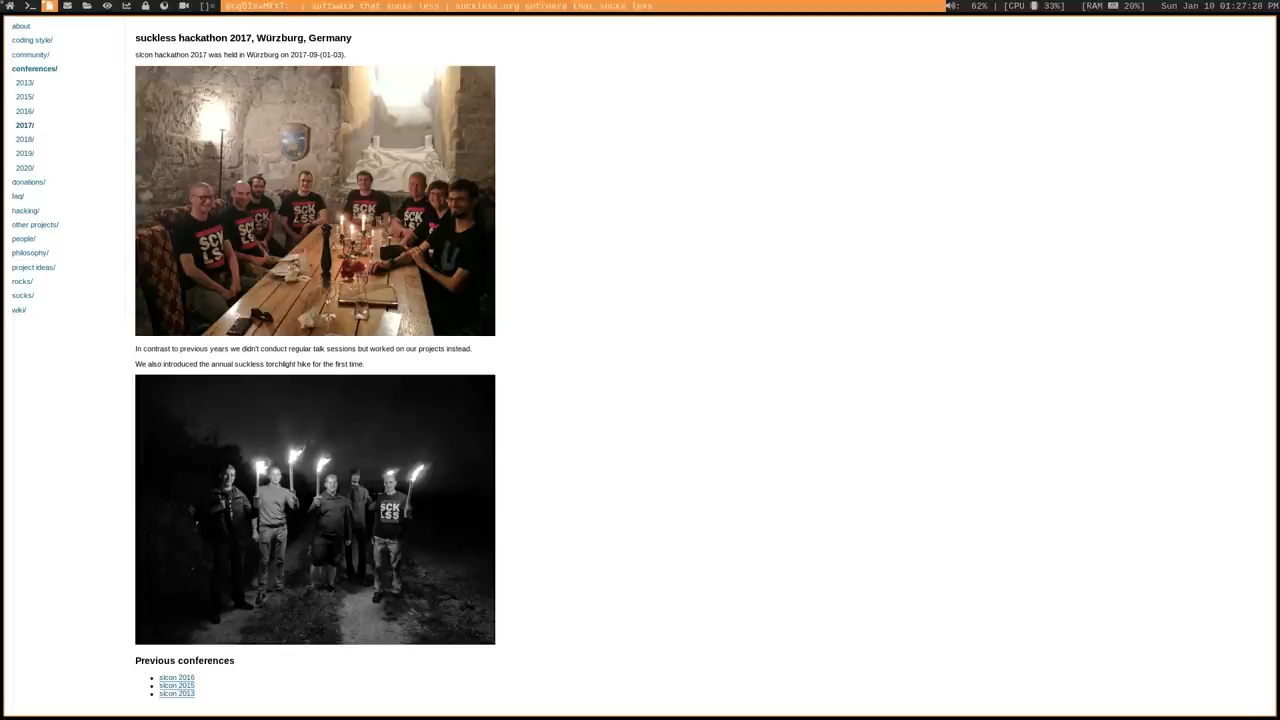 []=
| software that sucks less | suckless.org software that sucks less
62% | [CPU 33%] [RAM 20%] Sun Jan 10 01:27:28 PM
about
coding style/
community/
conferences/
2013/
2015/
2016/
2017/
2018/
2019/
2020/
donations/
faq/
hacking/
other projects/
people/
philosophy/
project ideas/
rocks/
sucks/
wiki/
suckless hackathon 2017, Würzburg, Germany
slcon hackathon 2017 was held in Würzburg on 2017-09-(01-03).
SCK
LSS
In contrast to previous years we didn't conduct regular talk sessions but worked on our projects instead.
We also introduced the annual suckless torchlight hike for the first time.
SCK
LSS
Previous conferences
slcon 2016
slcon 2015
slcon 2013